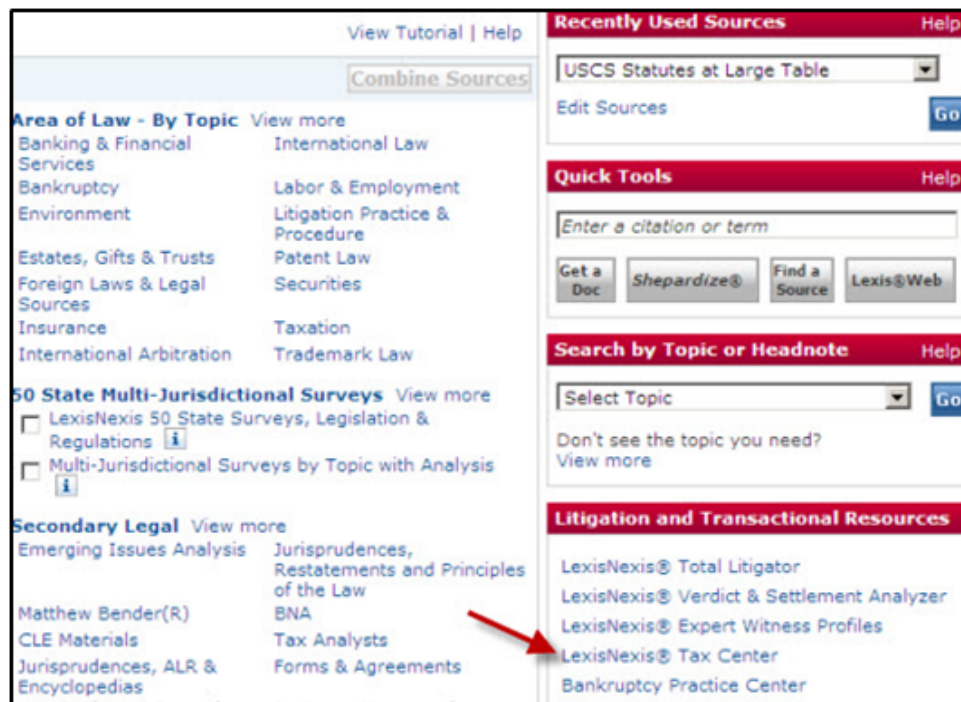 View Tutorial | Help
Combine Sources
Area of Law - By Topic View more
Banking & Financial
Services
International Law
Bankruptcy
Labor & Employment
Environment
Litigation Practice &
Procedure
Estates, Gifts & Trusts
Patent Law
Foreign Laws & Legal
Sources
Securities
Insurance
Taxation
International Arbitration
Trademark Law
50 State Multi-Jurisdictional Surveys View more
LexisNexis 50 State Surveys, Legislation &
Regulations i
Multi-Jurisdictional Surveys by Topic with Analysis
i
Secondary Legal View more
Emerging Issues Analysis
Jurisprudences,
Restatements and Principles
of the Law
Matthew Bender(R)
BNA
CLE Materials
Tax Analysts
Jurisprudences, ALR &
Encyclopedias
Forms & Agreements
Recently Used Sources Help
USCS Statutes at Large Table
Edit Sources
Go
Quick Tools Help
Enter a citation or term
Get a
Doc
Shepardize®
Find a
Source
Lexis®Web
Search by Topic or Headnote Help
Select Topic
Go
Don't see the topic you need?
View more
Litigation and Transactional Resources
LexisNexis® Total Litigator
LexisNexis® Verdict & Settlement Analyzer
LexisNexis® Expert Witness Profiles
LexisNexis® Tax Center
Bankruptcy Practice Center